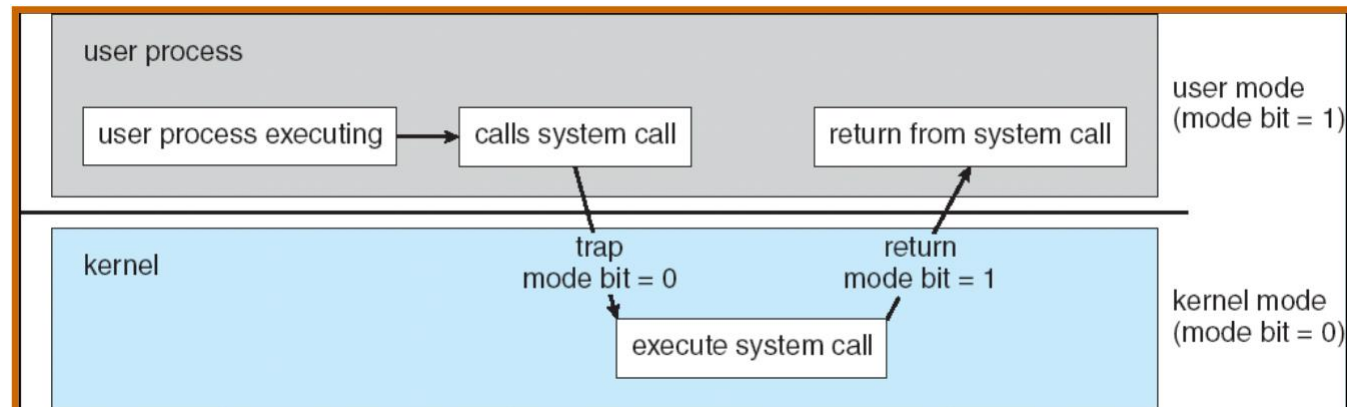 user process
user process executing
calls system call
return from system call
user mode
(mode bit = 1)
kernel
trap
mode bit = 0
return
mode bit = 1
execute system call
kernel mode
(mode bit = 0)